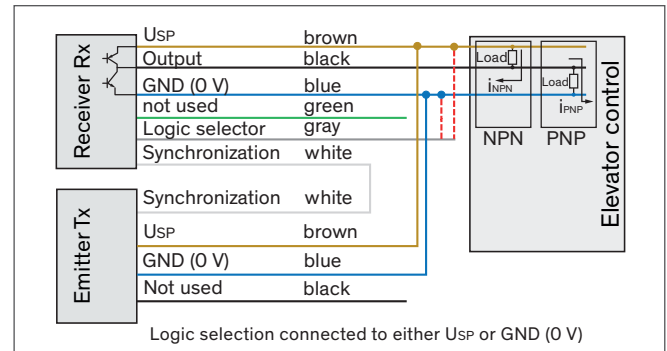 Receiver Rx
USP brown
Output black
GND (0 V) blue
not used green
Logic selector gray
Synchronization white
Emitter Tx
Synchronization white
USP brown
GND (0 V) blue
Not used black
Load
iNPN
NPN
Load
iPNP
PNP
Elevator control
Logic selection connected to either USP or GND (0 V)